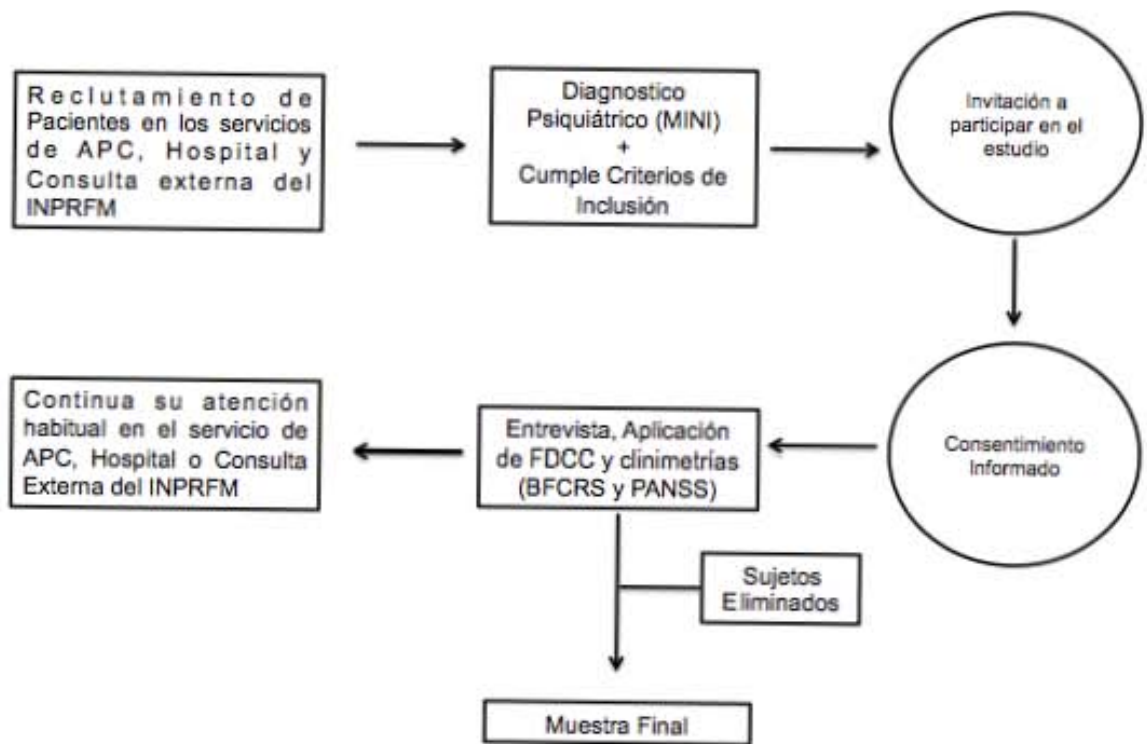 Reclutamiento de
Pacientes en los servicios
de APC, Hospital y
Consulta externa del
INPRFM
Diagnostico
Psiquiátrico (MINI)
+
Cumple Criterios de
Inclusión
Invitación a
participar en el
estudio
Consentimiento
Informado
Entrevista, Aplicación
de FDCC y clinimetrías
(BFCRS y PANSS)
Continua su atención
habitual en el servicio de
APC, Hospital o Consulta
Externa del INPRFM
Sujetos
Eliminados
Muestra Final